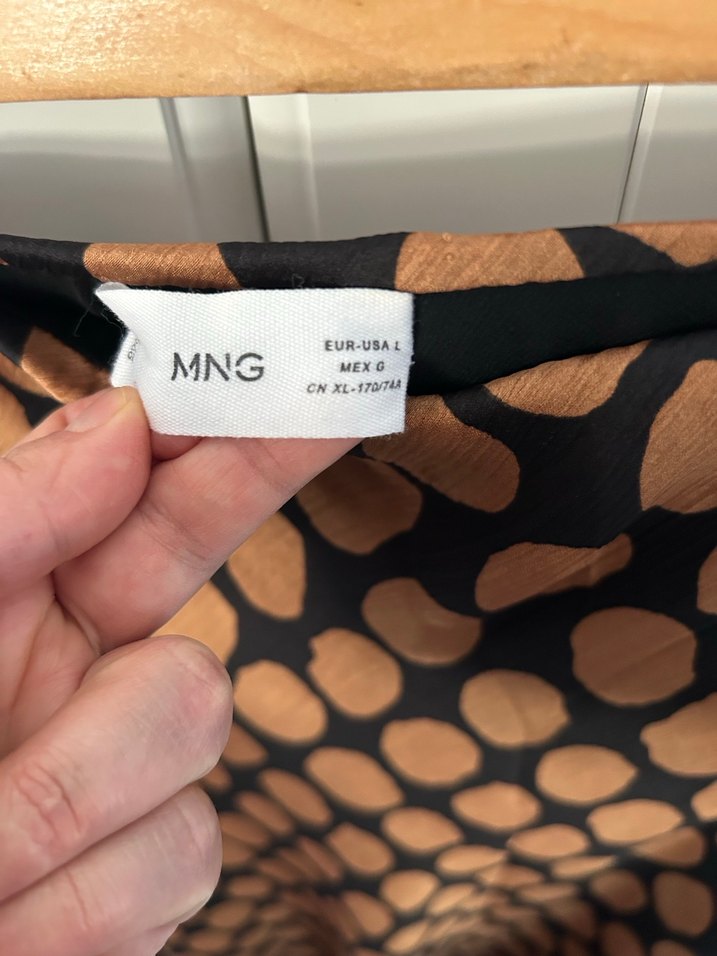 MNG
EUR-USA L
MEX G
CN XL-170/74A